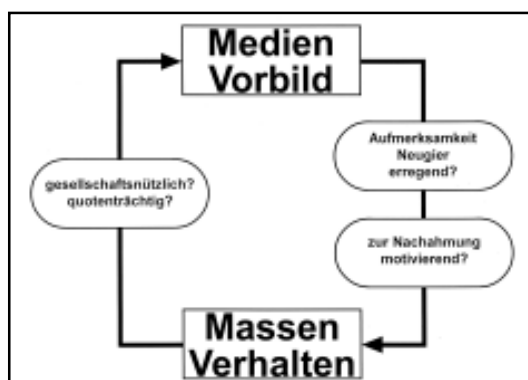 Medien
Vorbild
Aufmerksamkeit
Neugier
erregend?
gesellschaftsnützlich?
quotenträchtig?
zur Nachahmung
motivierend?
Massen
Verhalten